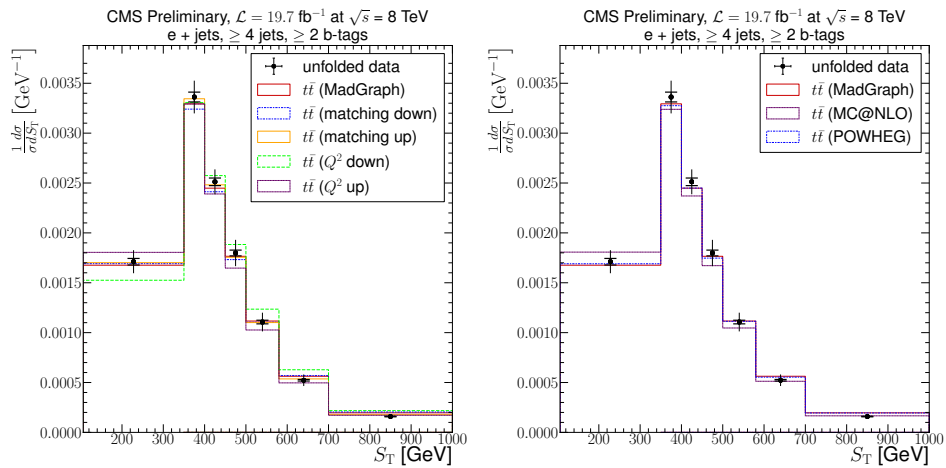 CMS Preliminary, ℒ = 19.7 fb⁻¹ at √s = 8 TeV
e + jets, ≥ 4 jets, ≥ 2 b-tags
1/σ dσ/dS_T [GeV⁻¹]
0.0035
0.0030
0.0025
0.0020
0.0015
0.0010
0.0005
0.0000
unfolded data
tt̄ (MadGraph)
tt̄ (matching down)
tt̄ (matching up)
tt̄ (Q² down)
tt̄ (Q² up)
200 300 400 500 600 700 800 900 1000
S_T [GeV]
CMS Preliminary, ℒ = 19.7 fb⁻¹ at √s = 8 TeV
e + jets, ≥ 4 jets, ≥ 2 b-tags
1/σ dσ/dS_T [GeV⁻¹]
0.0035
0.0030
0.0025
0.0020
0.0015
0.0010
0.0005
0.0000
unfolded data
tt̄ (MadGraph)
tt̄ (MC@NLO)
tt̄ (POWHEG)
200 300 400 500 600 700 800 900 1000
S_T [GeV]